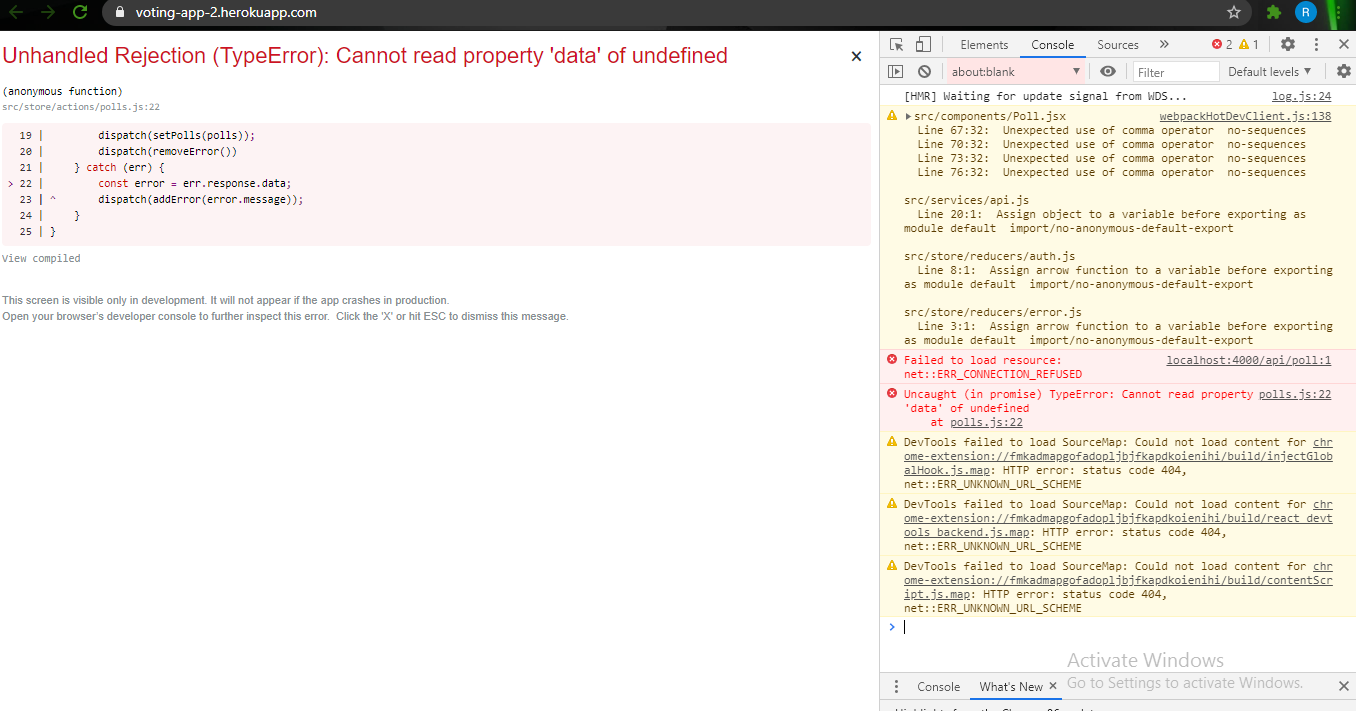 voting-app-2.herokuapp.com
R
Unhandled Rejection (TypeError): Cannot read property 'data' of undefined
×
(anonymous function)
src/store/actions/polls.js:22
19 | dispatch(setPolls(polls));
20 | dispatch(removeError())
21 | } catch (err) {
> 22 | const error = err.response.data;
23 | ^ dispatch(addError(error.message));
24 | }
25 | }
View compiled
This screen is visible only in development. It will not appear if the app crashes in production.
Open your browser's developer console to further inspect this error. Click the 'X' or hit ESC to dismiss this message.
Elements Console Sources » 2 1
about:blank ▼ Filter Default levels ▼
[HMR] Waiting for update signal from WDS... log.js:24
▶ src/components/Poll.jsx webpackHotDevClient.js:138
Line 67:32: Unexpected use of comma operator no-sequences
Line 70:32: Unexpected use of comma operator no-sequences
Line 73:32: Unexpected use of comma operator no-sequences
Line 76:32: Unexpected use of comma operator no-sequences
src/services/api.js
Line 20:1: Assign object to a variable before exporting as
module default import/no-anonymous-default-export
src/store/reducers/auth.js
Line 8:1: Assign arrow function to a variable before exporting
as module default import/no-anonymous-default-export
src/store/reducers/error.js
Line 3:1: Assign arrow function to a variable before exporting
as module default import/no-anonymous-default-export
Failed to load resource: localhost:4000/api/poll:1
net::ERR_CONNECTION_REFUSED
Uncaught (in promise) TypeError: Cannot read property polls.js:22
'data' of undefined
at polls.js:22
DevTools failed to load SourceMap: Could not load content for chr
ome-extension://fmkadmapgofadopljbjfkapdkoienihi/build/injectGlob
alHook.js.map: HTTP error: status code 404,
net::ERR_UNKNOWN_URL_SCHEME
DevTools failed to load SourceMap: Could not load content for chr
ome-extension://fmkadmapgofadopljbjfkapdkoienihi/build/react_devt
ools_backend.js.map: HTTP error: status code 404,
net::ERR_UNKNOWN_URL_SCHEME
DevTools failed to load SourceMap: Could not load content for chr
ome-extension://fmkadmapgofadopljbjfkapdkoienihi/build/contentScr
ipt.js.map: HTTP error: status code 404,
net::ERR_UNKNOWN_URL_SCHEME
>
Activate Windows
Go to Settings to activate Windows.
Console What's New ×